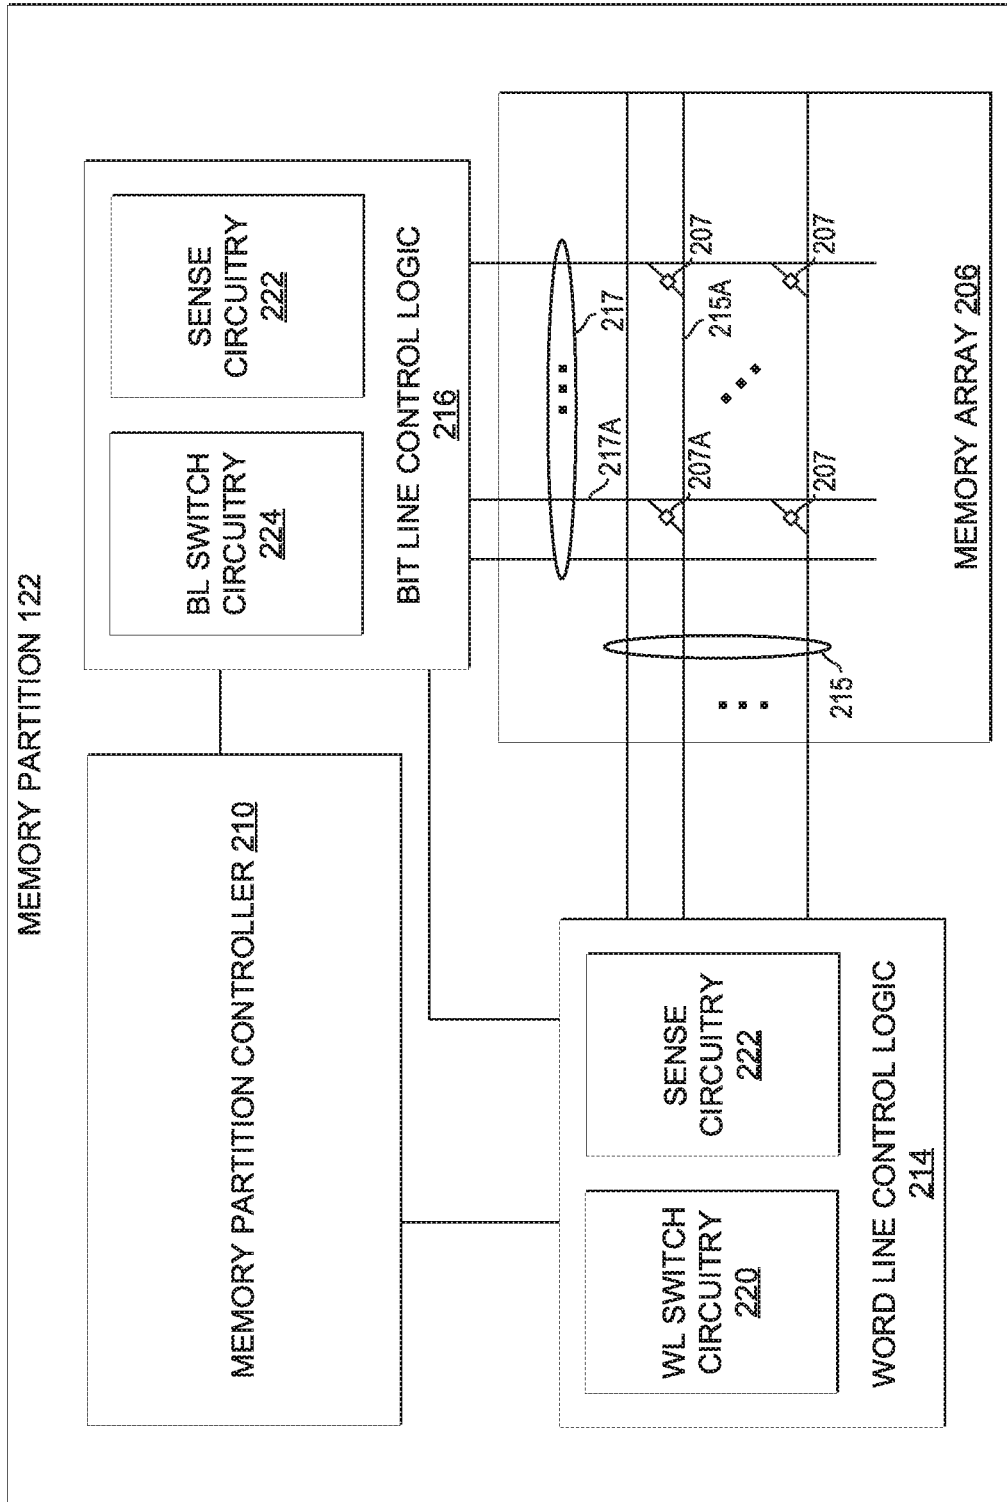 MEMORY PARTITION 122
MEMORY PARTITION CONTROLLER 210
BL SWITCH
CIRCUITRY
224
SENSE
CIRCUITRY
222
BIT LINE CONTROL LOGIC
216
WL SWITCH
CIRCUITRY
220
SENSE
CIRCUITRY
222
WORD LINE CONTROL LOGIC
214
217A
217
207A
215A
207
207
207
215
MEMORY ARRAY 206